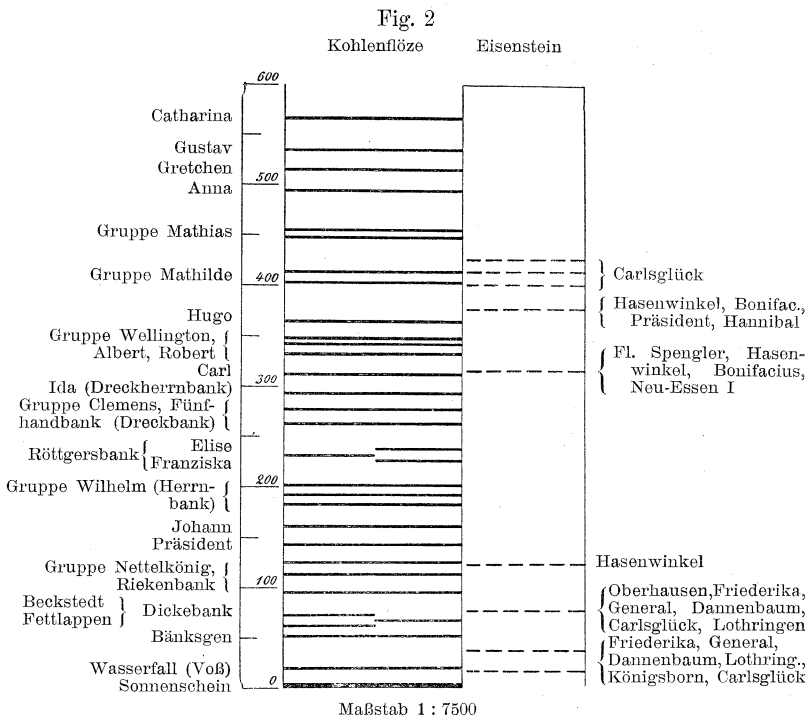 Fig. 2
Kohlenflöze
Eisenstein
600
Catharina
Gustav
Gretchen
500
Anna
Gruppe Mathias
Gruppe Mathilde
400
Carlsglück
Hugo
Hasenwinkel, Bonifac.,
Präsident, Hannibal
Gruppe Wellington,
Albert, Robert
Carl
Fl. Spengler, Hasen-
winkel, Bonifacius,
Neu-Essen I
300
Ida (Dreckherrnbank)
Gruppe Clemens, Fünf-
handbank (Dreckbank)
Röttgersbank
Elise
Franziska
200
Gruppe Wilhelm (Herrn-
bank)
Johann
Präsident
Hasenwinkel
Gruppe Nettelkönig,
Riekenbank
100
Beckstedt
Fettlappen
Dickebank
Oberhausen, Friederika,
General, Dannenbaum,
Carlsglück, Lothringen
Bänksgen
Friederika, General,
Dannenbaum, Lothring.,
Königsborn, Carlsglück
Wasserfall (Voß)
Sonnenschein
0
Maßstab 1 : 7500